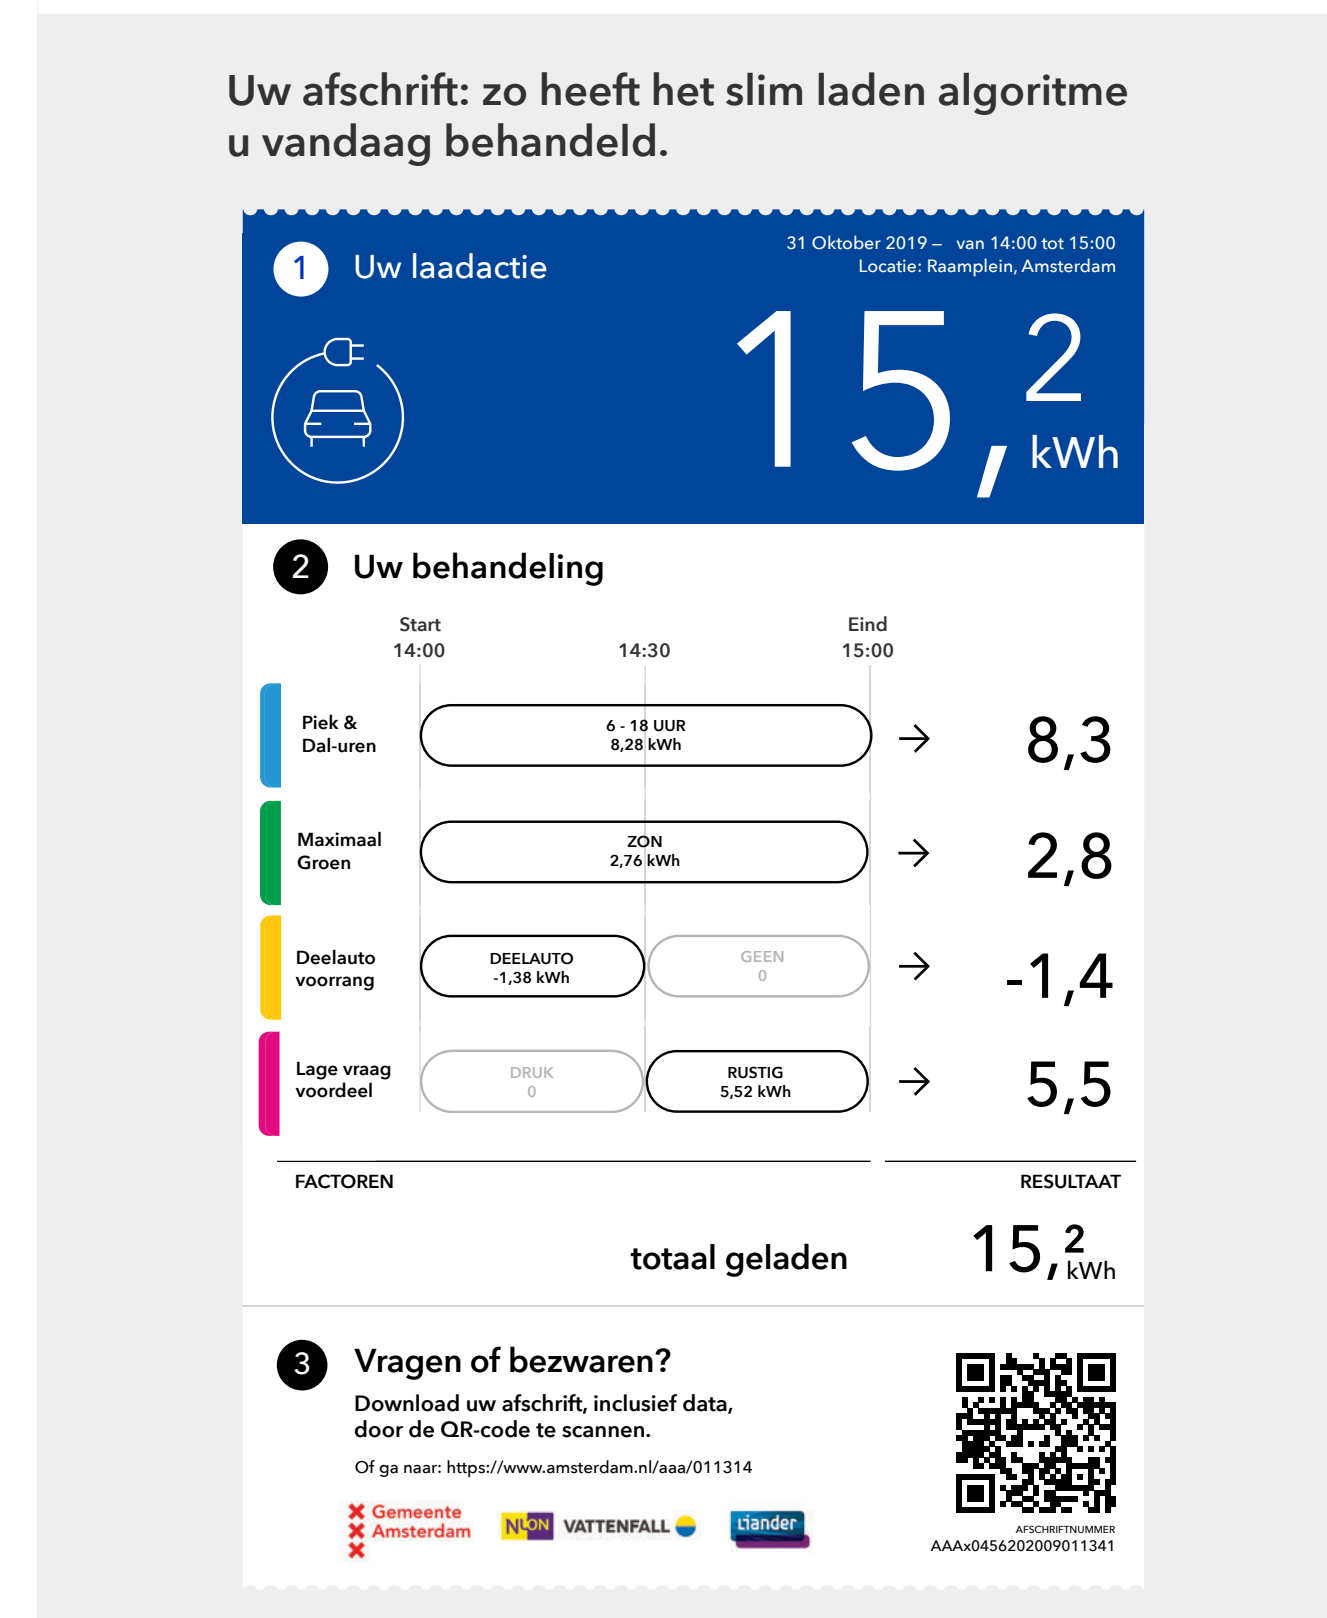 Uw afschrift: zo heeft het slim laden algoritme
u vandaag behandeld.
1 Uw laadactie
31 Oktober 2019 – van 14:00 tot 15:00
Locatie: Raamplein, Amsterdam
15,2
kWh
2 Uw behandeling
Start Eind
14:00 14:30 15:00
Piek &
Dal-uren
6 - 18 UUR
8,28 kWh
→ 8,3
Maximaal
Groen
ZON
2,76 kWh
→ 2,8
Deelauto
voorrang
DEELAUTO
-1,38 kWh
GEEN
0
→ -1,4
Lage vraag
voordeel
DRUK
0
RUSTIG
5,52 kWh
→ 5,5
FACTOREN RESULTAAT
totaal geladen 15,2
kWh
3 Vragen of bezwaren?
Download uw afschrift, inclusief data,
door de QR-code te scannen.
Of ga naar: https://www.amsterdam.nl/aaa/011314
Gemeente
Amsterdam
NUON VATTENFALL
Liander
AFSCHRIFTNUMMER
AAAx0456202009011341